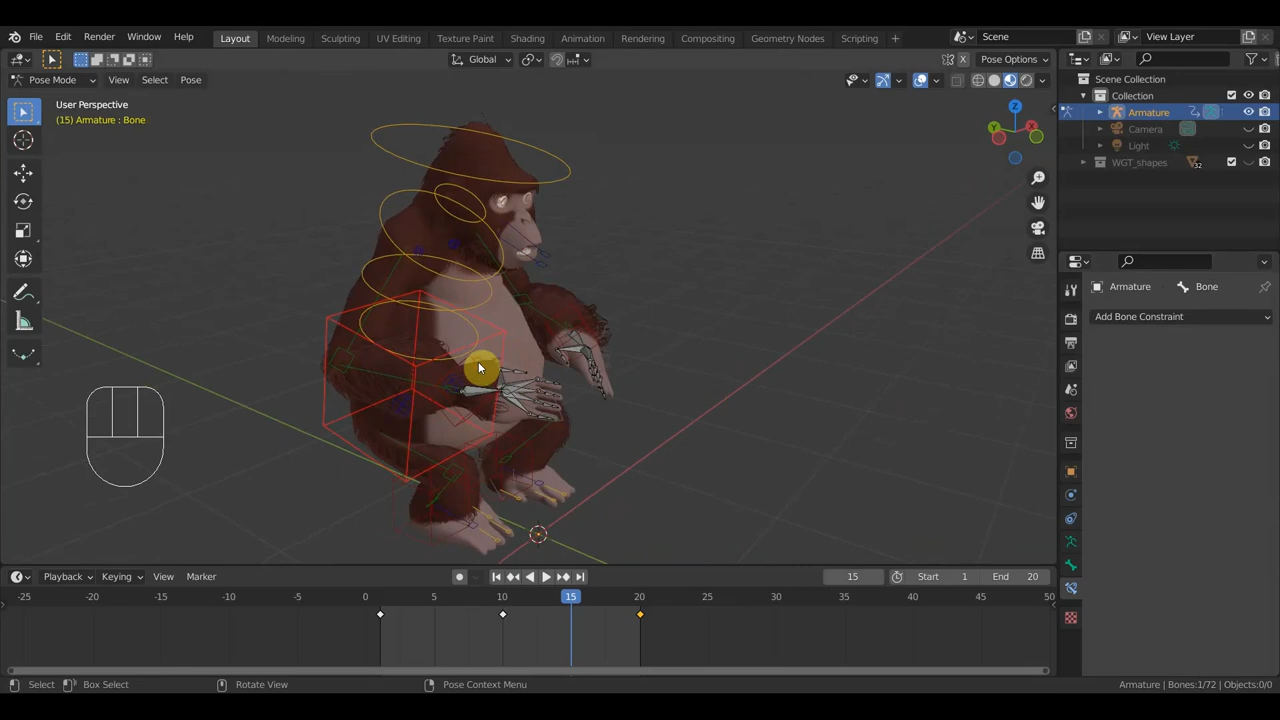 File Edit Render Window Help Layout Modeling Sculpting UV Editing Texture Paint Shading Animation Rendering Compositing Geometry Nodes Scripting + Scene View Layer
Global Pose Options
Pose Mode View Select Pose
Scene Collection
Collection
Armature
Camera
Light
WGT_shapes 32
User Perspective
(15) Armature : Bone
Z
Y X
Armature Bone
Add Bone Constraint
Playback Keying View Marker 15 Start 1 End 20
-25 -20 -15 -10 -5 0 5 10 15 20 25 30 35 40 45 50
Select Box Select Rotate View Pose Context Menu Armature | Bones:1/72 | Objects:0/0